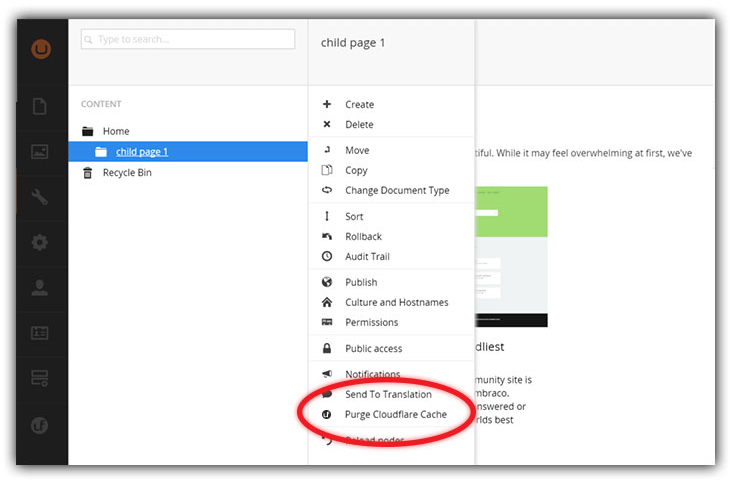 Type to search...
child page 1
CONTENT
Home
child page 1
Recycle Bin
Create
Delete
Move
Copy
Change Document Type
Sort
Rollback
Audit Trail
Publish
Culture and Hostnames
Permissions
Public access
Notifications
Send To Translation
Purge Cloudflare Cache
Reload nodes
tiful. While it may feel overwhelming at first, we've
dliest
munity site is
mbraco.
nswered or
rlds best